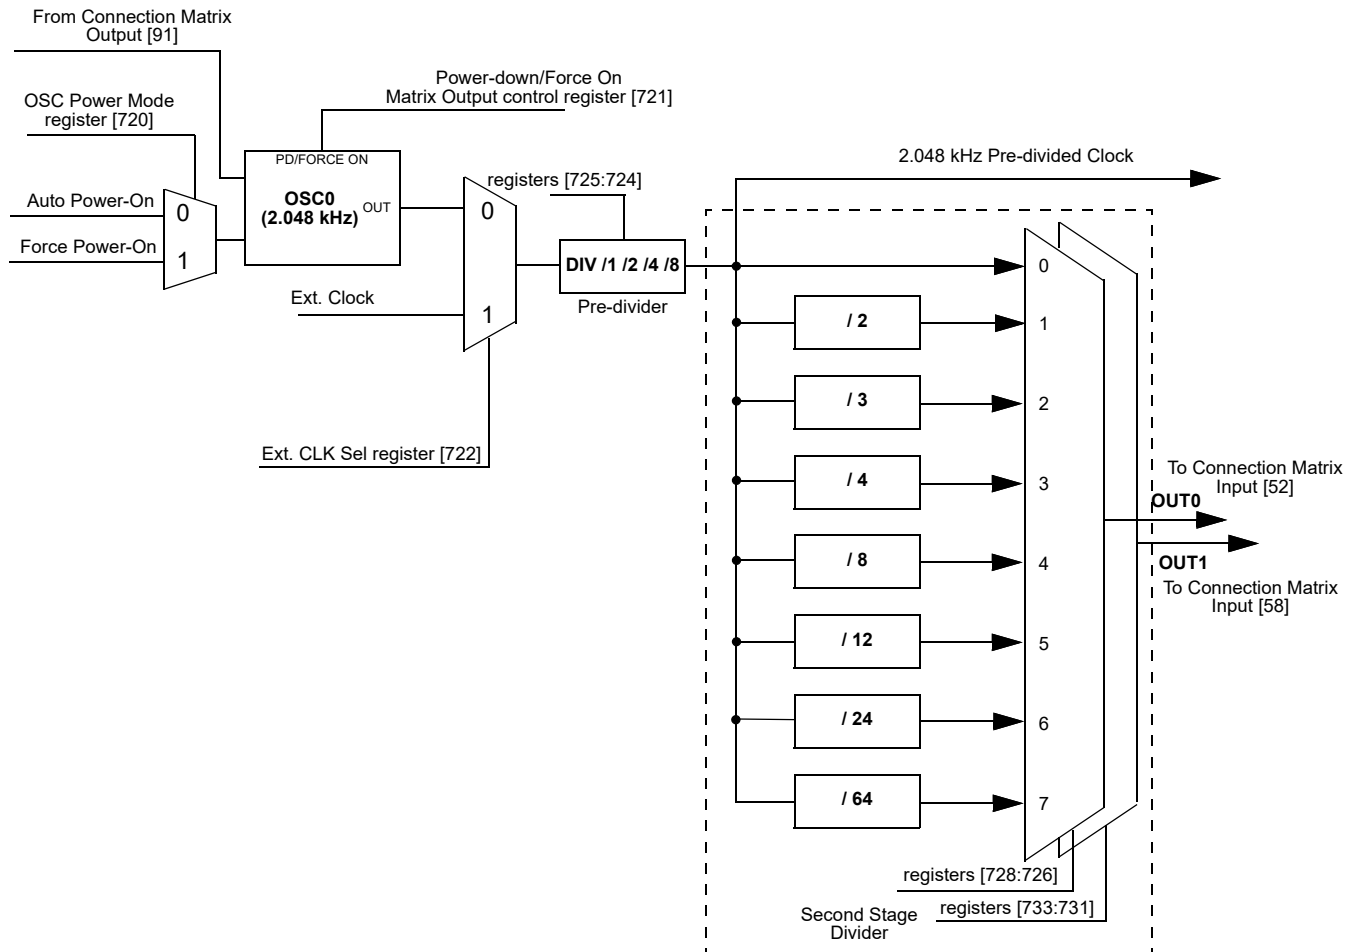 From Connection Matrix
Output [91]
Power-down/Force On
Matrix Output control register [721]
OSC Power Mode
register [720]
PD/FORCE ON
OSC0
(2.048 kHz)
OUT
Auto Power-On
0
Force Power-On
1
0
Ext. Clock
1
Ext. CLK Sel register [722]
registers [725:724]
DIV /1 /2 /4 /8
Pre-divider
2.048 kHz Pre-divided Clock
0
/ 2
1
/ 3
2
/ 4
3
/ 8
4
/ 12
5
/ 24
6
/ 64
7
To Connection Matrix
Input [52]
OUT0
OUT1
To Connection Matrix
Input [58]
registers [728:726]
registers [733:731]
Second Stage
Divider